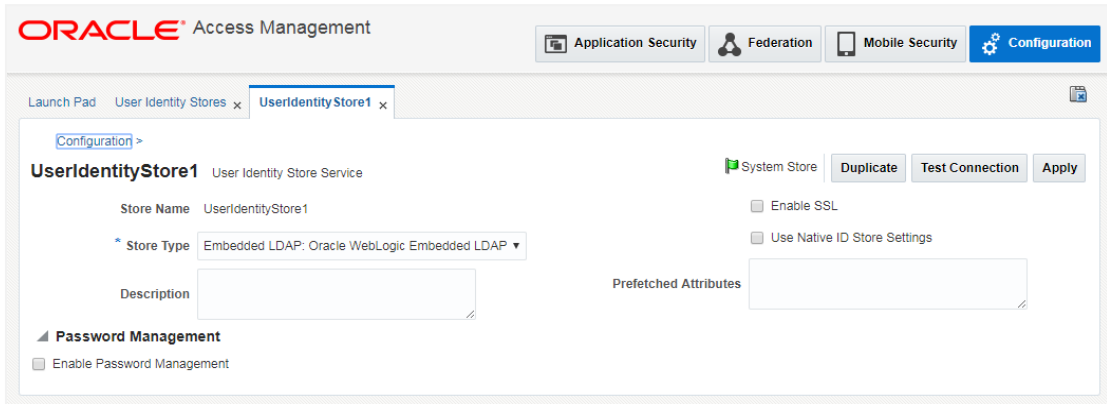 ORACLE Access Management
Application Security
Federation
Mobile Security
Configuration
Launch Pad
User Identity Stores
UserIdentityStore1
Configuration >
UserIdentityStore1 User Identity Store Service
System Store
Duplicate
Test Connection
Apply
Store Name UserIdentityStore1
Enable SSL
* Store Type Embedded LDAP: Oracle WebLogic Embedded LDAP
Use Native ID Store Settings
Description
Prefetched Attributes
Password Management
Enable Password Management